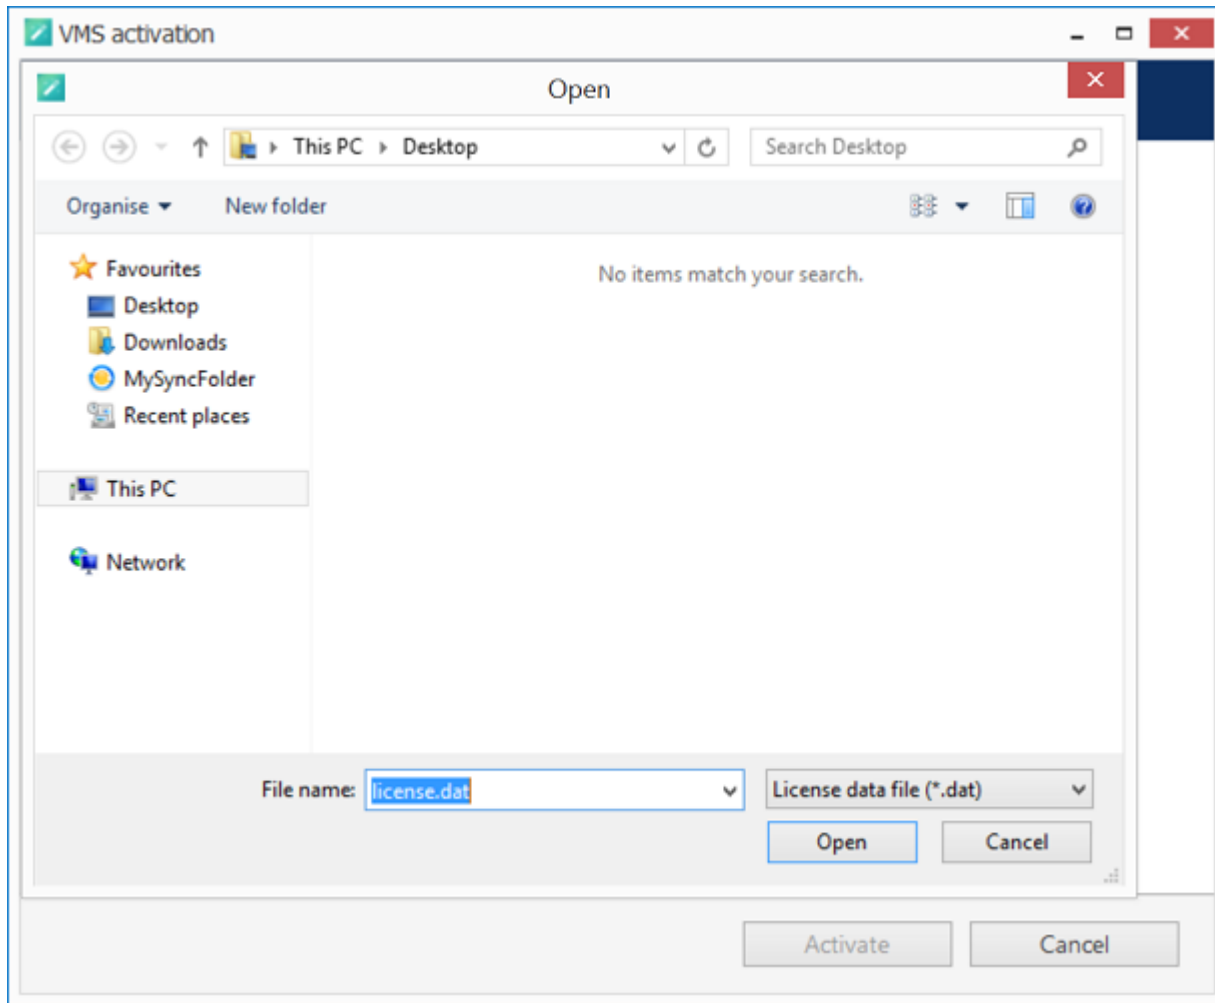 VMS activation
Open
This PC Desktop
Search Desktop
Organise New folder
Favourites
Desktop
Downloads
MySyncFolder
Recent places
This PC
Network
No items match your search.
File name: license.dat
License data file (*.dat)
Open Cancel
Activate Cancel